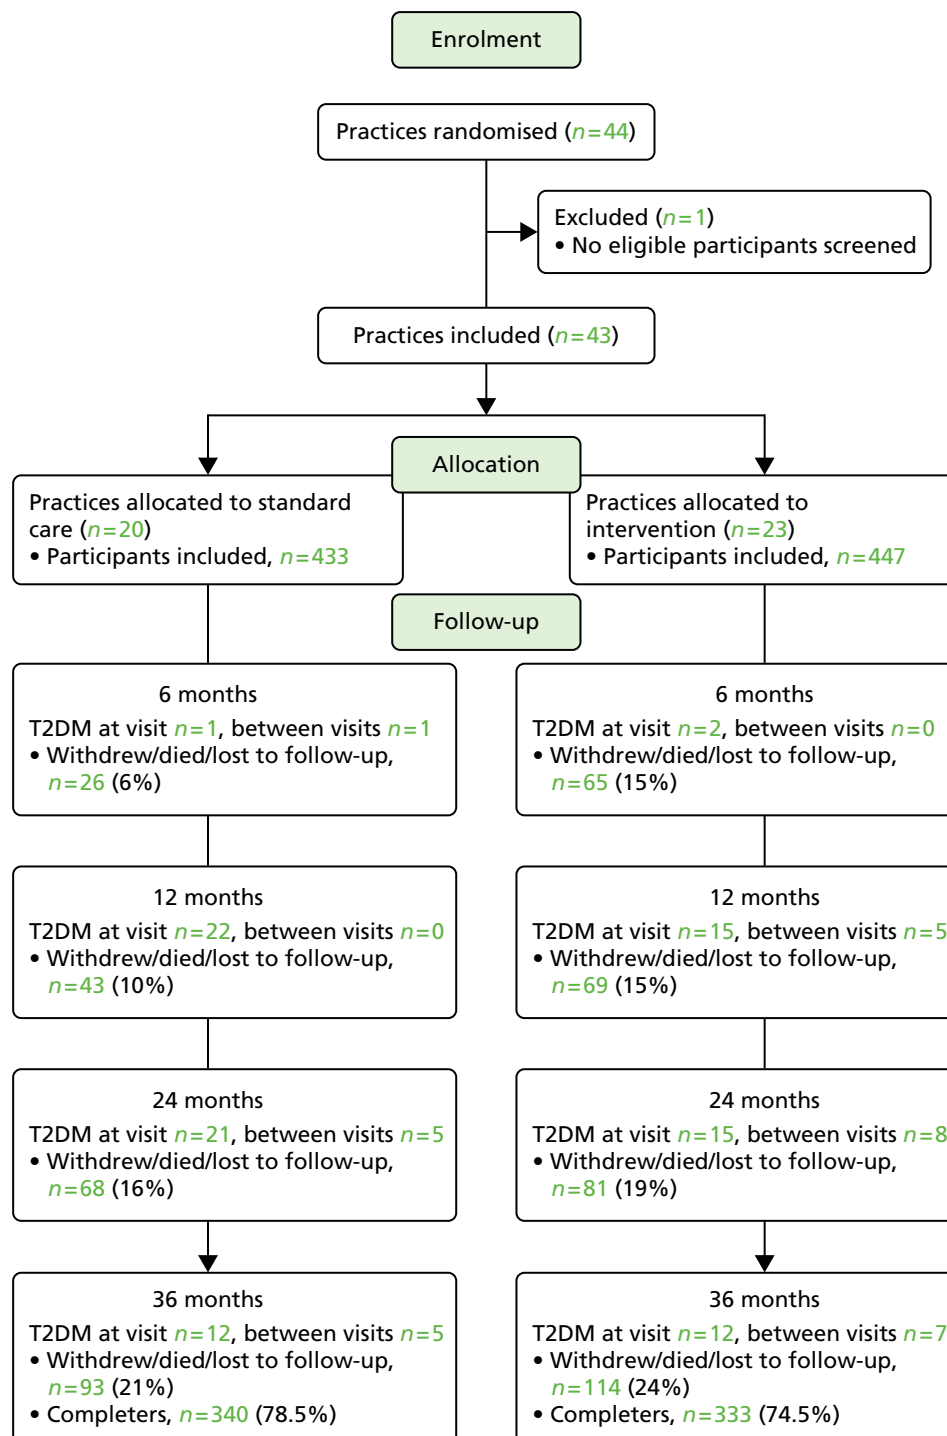 Enrolment
Practices randomised (n=44)
Excluded (n=1)
• No eligible participants screened
Practices included (n=43)
Allocation
Practices allocated to standard
care (n=20)
• Participants included, n=433
Practices allocated to
intervention (n=23)
• Participants included, n=447
Follow-up
6 months
T2DM at visit n=1, between visits n=1
• Withdrew/died/lost to follow-up,
n=26 (6%)
6 months
T2DM at visit n=2, between visits n=0
• Withdrew/died/lost to follow-up,
n=65 (15%)
12 months
T2DM at visit n=22, between visits n=0
• Withdrew/died/lost to follow-up,
n=43 (10%)
12 months
T2DM at visit n=15, between visits n=5
• Withdrew/died/lost to follow-up,
n=69 (15%)
24 months
T2DM at visit n=21, between visits n=5
• Withdrew/died/lost to follow-up,
n=68 (16%)
24 months
T2DM at visit n=15, between visits n=8
• Withdrew/died/lost to follow-up,
n=81 (19%)
36 months
T2DM at visit n=12, between visits n=5
• Withdrew/died/lost to follow-up,
n=93 (21%)
• Completers, n=340 (78.5%)
36 months
T2DM at visit n=12, between visits n=7
• Withdrew/died/lost to follow-up,
n=114 (24%)
• Completers, n=333 (74.5%)